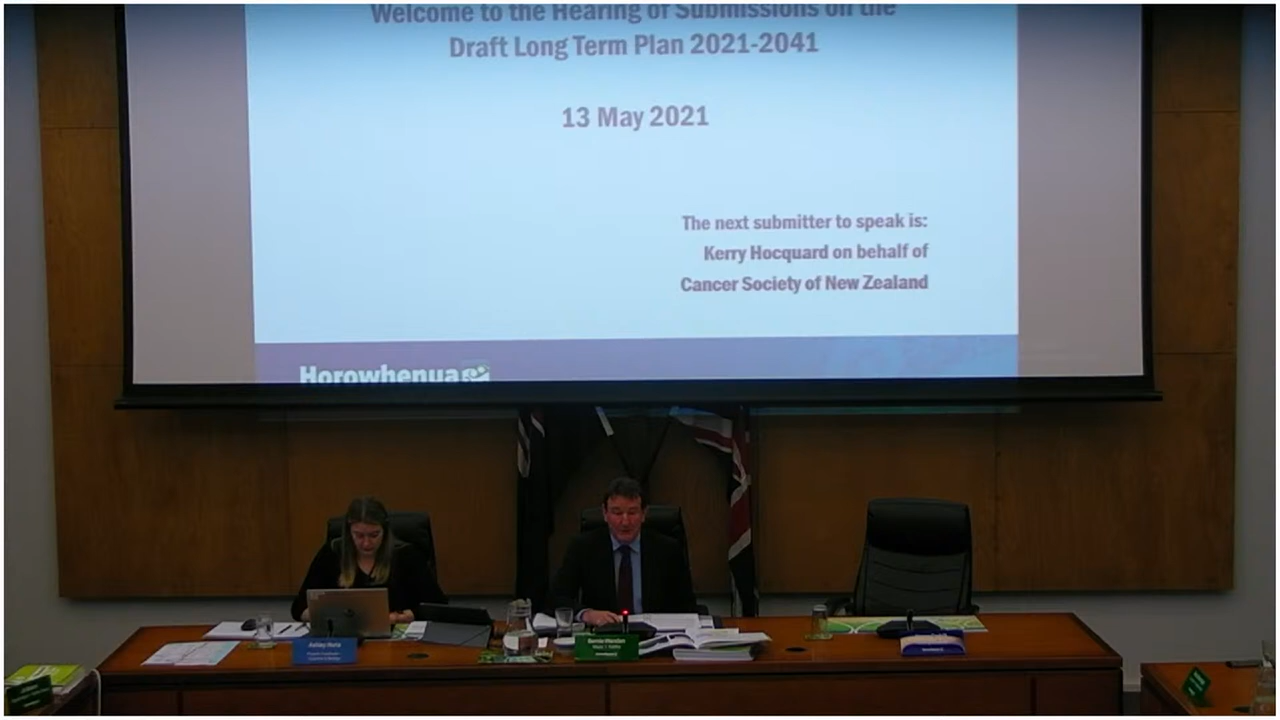 Welcome to the Hearing of Submissions on the
Draft Long Term Plan 2021-2041
13 May 2021
The next submitter to speak is:
Kerry Hocquard on behalf of
Cancer Society of New Zealand
Horowhenua